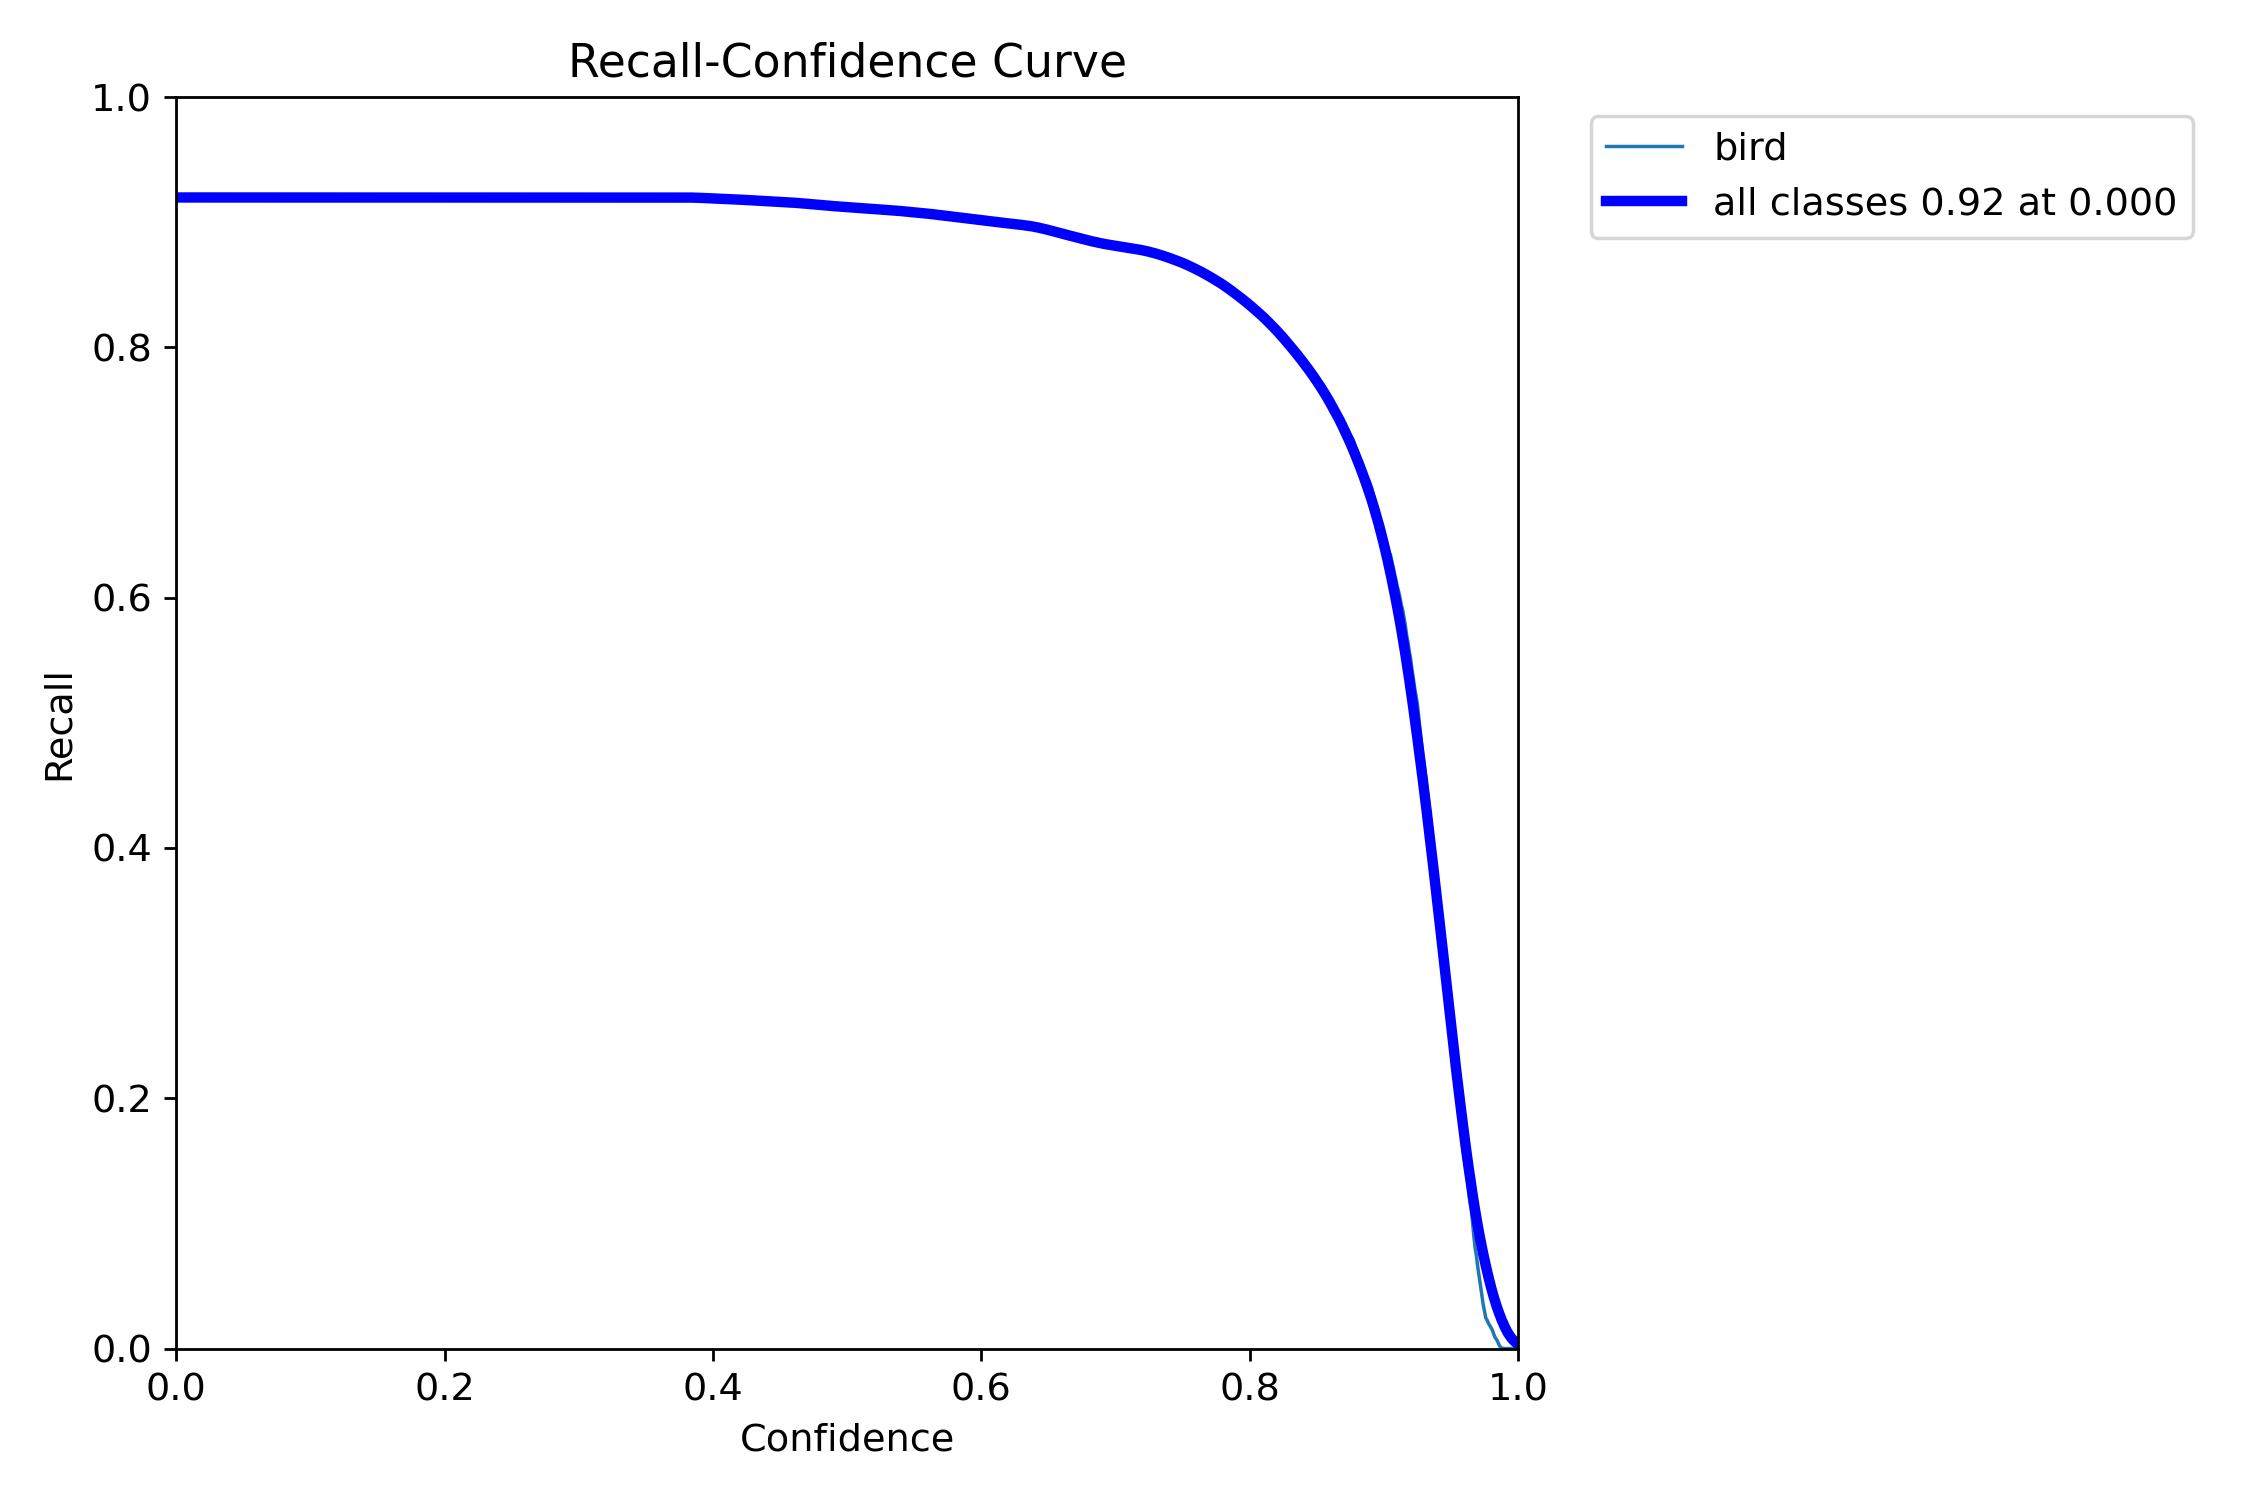 Recall-Confidence Curve
1.0
0.8
0.6
0.4
0.2
0.0
Recall
0.0 0.2 0.4 0.6 0.8 1.0
Confidence
bird
all classes 0.92 at 0.000